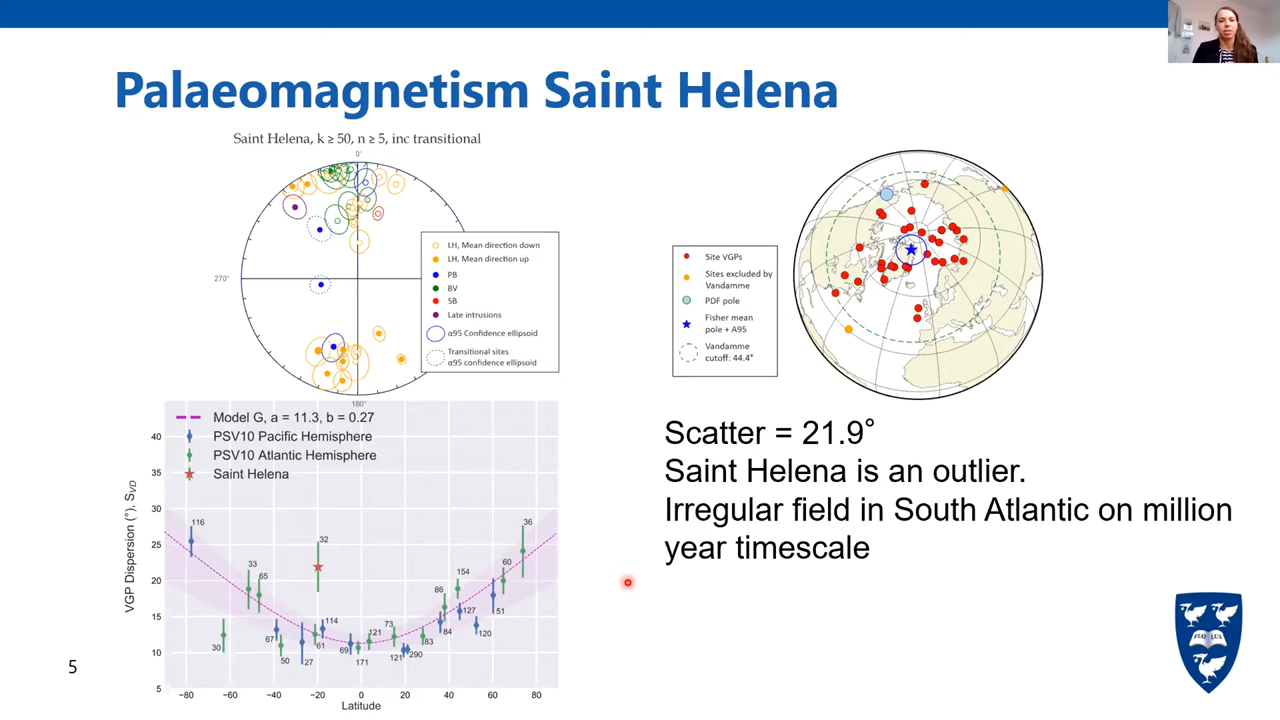 Palaeomagnetism Saint Helena
Saint Helena, k ≥ 50, n ≥ 5, inc transitional
0°
270°
180°
LH, Mean direction down
LH, Mean direction up
PB
BV
SB
Late intrusions
α95 Confidence ellipsoid
Transitional sites
α95 confidence ellipsoid
Site VGPs
Sites excluded by
Vandamme
PDF pole
Fisher mean
pole + A95
Vandamme
cutoff: 44.4°
Model G, a = 11.3, b = 0.27
PSV10 Pacific Hemisphere
PSV10 Atlantic Hemisphere
Saint Helena
VGP Dispersion (°), S_VD
40
35
30
25
20
15
10
5
116
33
65
32
30
67
50
27
61
114
69
171
121
73
121
290
83
86
84
154
127
120
60
51
36
−80
−60
−40
−20
0
20
40
60
80
Latitude
Scatter = 21.9°
Saint Helena is an outlier.
Irregular field in South Atlantic on million
year timescale
FIAT LUX
5